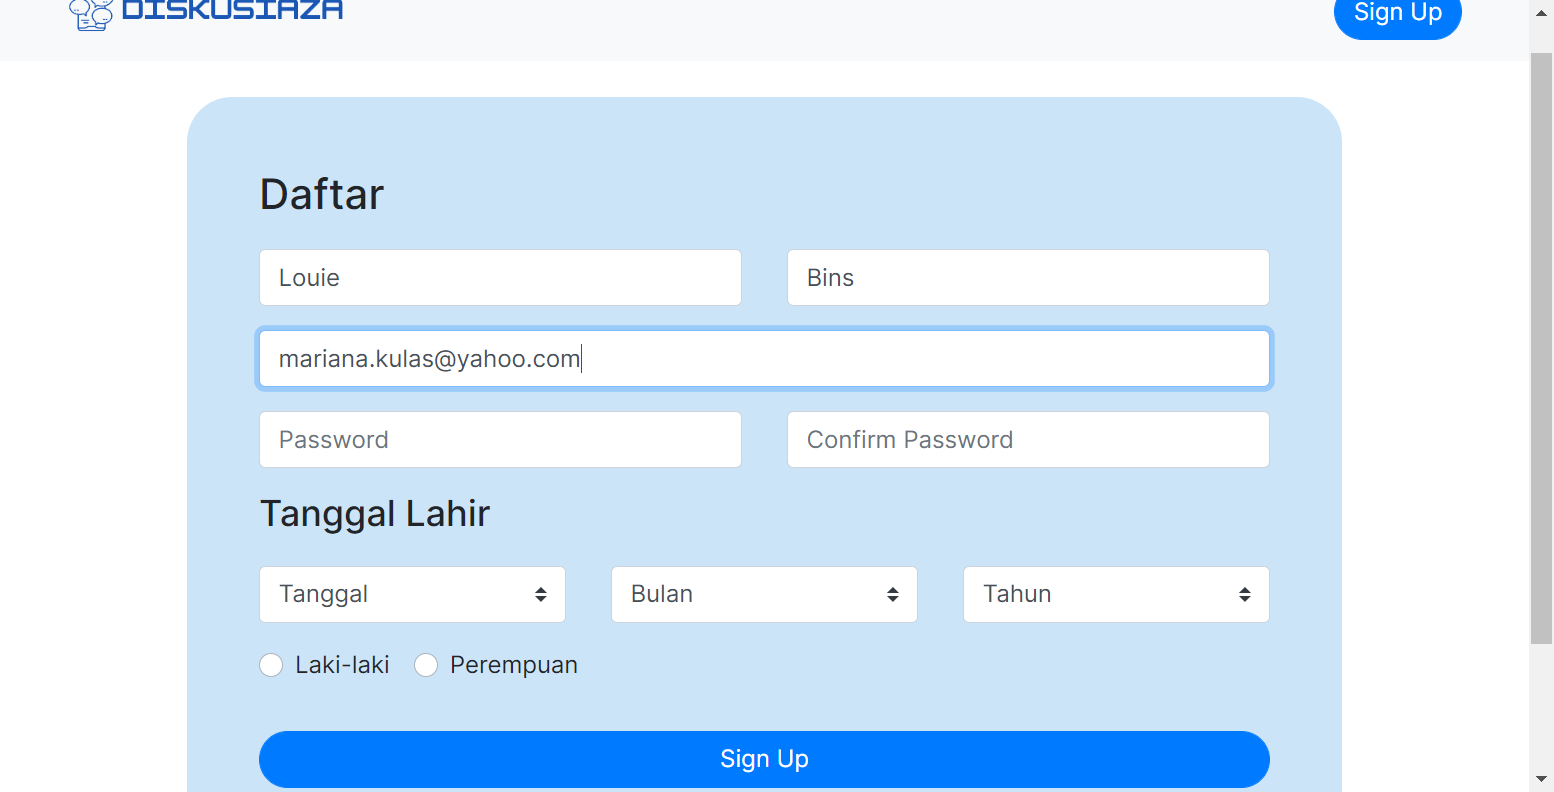 DISKUSIAZA
Sign Up
Daftar
Louie
Bins
mariana.kulas@yahoo.com
Password
Confirm Password
Tanggal Lahir
Tanggal
Bulan
Tahun
Laki-laki
Perempuan
Sign Up